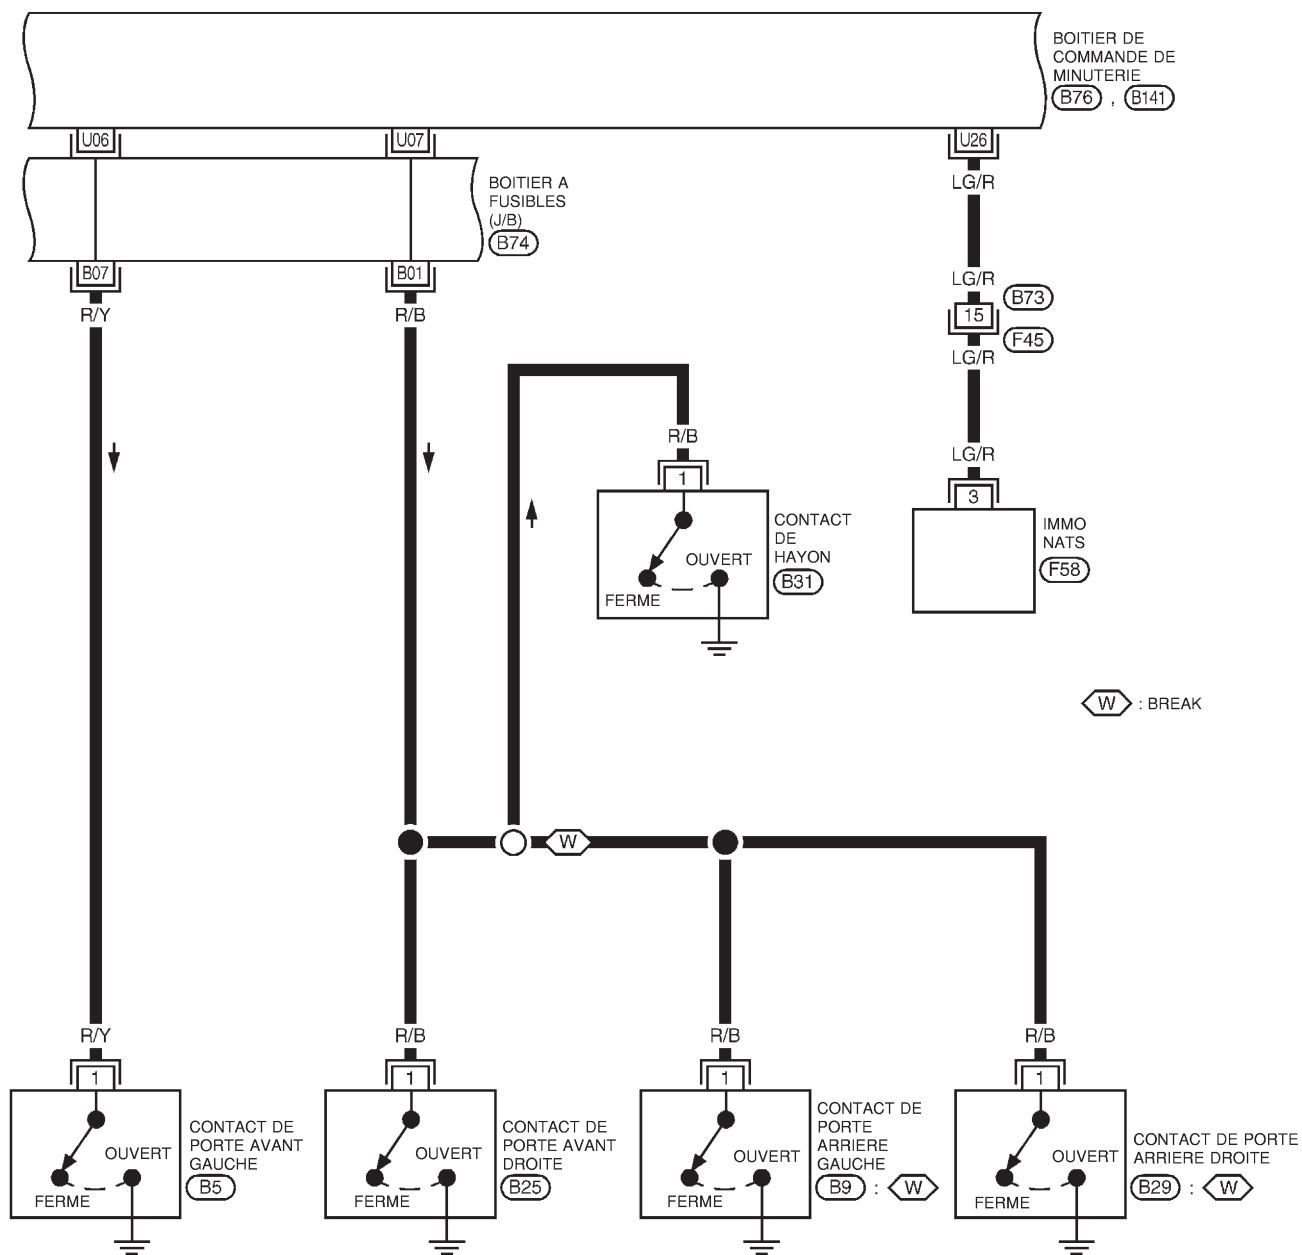 BOITIER DE
COMMANDE DE
MINUTERIE
B76 , B141
U06
U07
U26
LG/R
BOITIER A
FUSIBLES
(J/B)
B74
B07
B01
R/Y
R/B
LG/R
B73
15
F45
LG/R
R/B
1
LG/R
3
CONTACT
DE
HAYON
B31
OUVERT
FERME
IMMO
NATS
F58
W : BREAK
W
R/Y
R/B
R/B
R/B
1
1
1
1
CONTACT DE
PORTE AVANT
GAUCHE
B5
OUVERT
FERME
CONTACT DE
PORTE AVANT
DROITE
B25
OUVERT
FERME
CONTACT DE
PORTE
ARRIERE
GAUCHE
B9 : W
OUVERT
FERME
CONTACT DE PORTE
ARRIERE DROITE
B29 : W
OUVERT
FERME